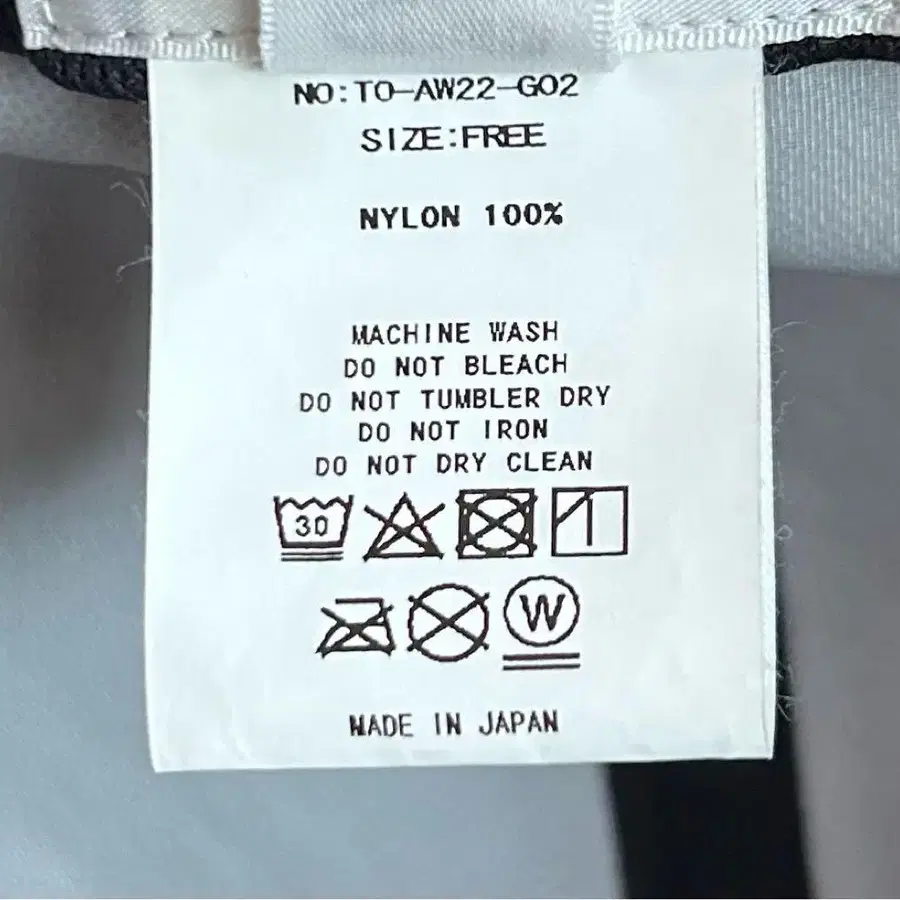 NO:TO-AW22-G02
SIZE:FREE
NYLON 100%
MACHINE WASH
DO NOT BLEACH
DO NOT TUMBLER DRY
DO NOT IRON
DO NOT DRY CLEAN
30
W
MADE IN JAPAN